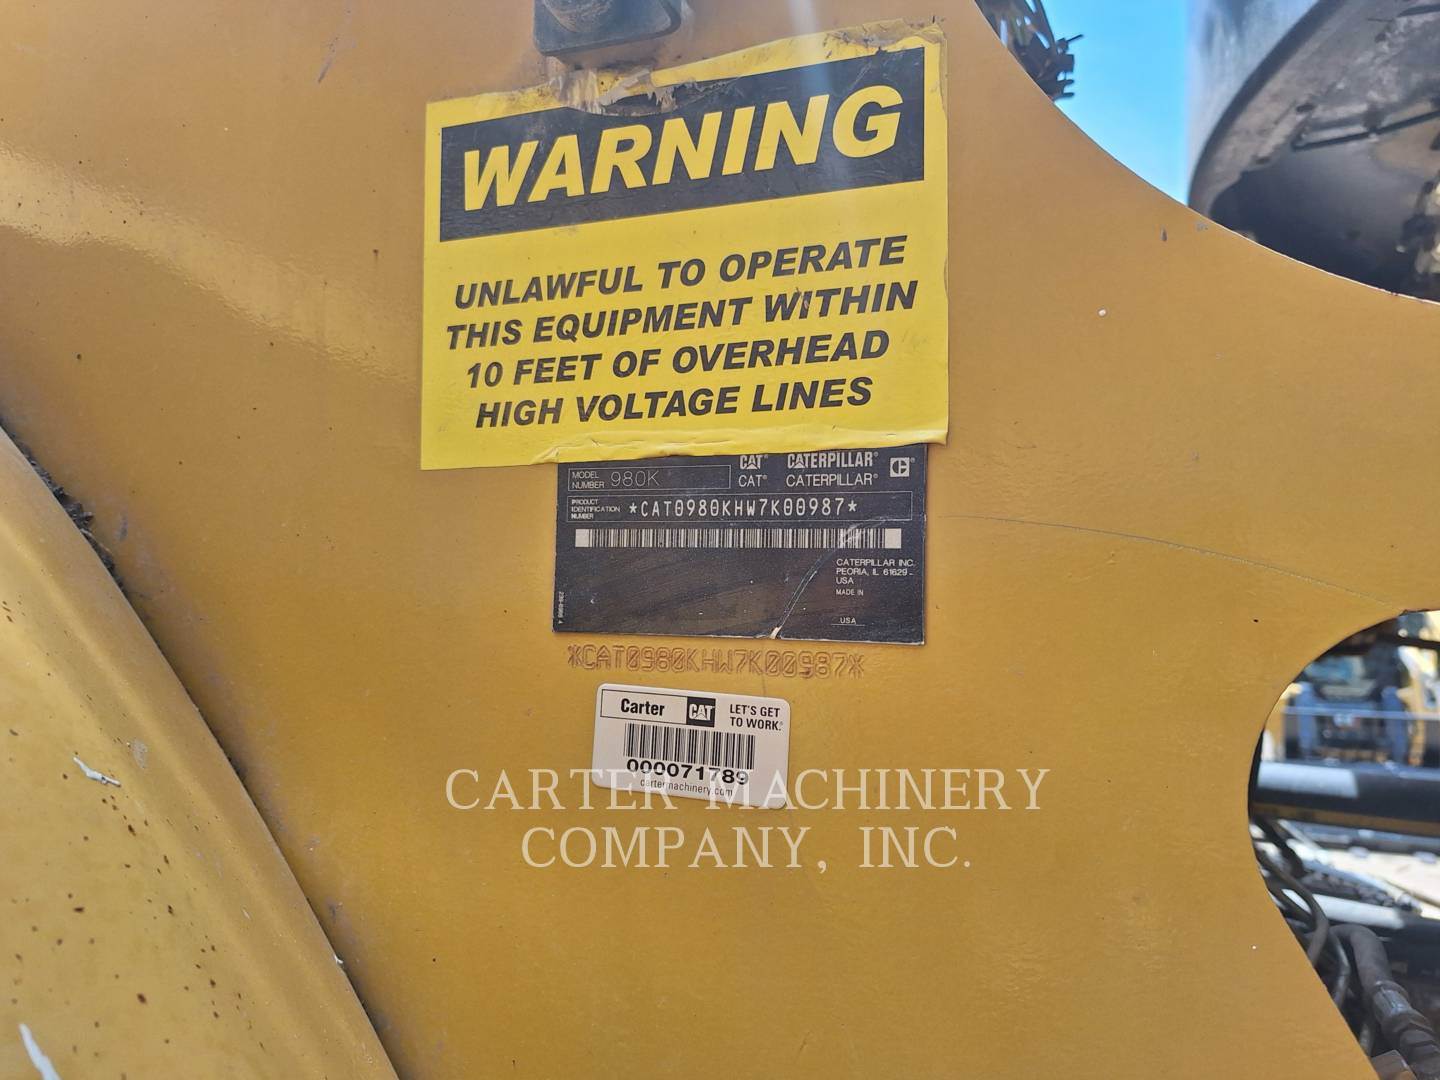 WARNING
UNLAWFUL TO OPERATE
THIS EQUIPMENT WITHIN
10 FEET OF OVERHEAD
HIGH VOLTAGE LINES
MODEL NUMBER 980K
CAT® CATERPILLAR® C
CAT® CATERPILLAR®
PRODUCT IDENTIFICATION NUMBER *CAT0980KHW7K00987*
CATERPILLAR INC.
PEORIA, IL 61629
USA
MADE IN
USA
*CAT0980KHW7K00987*
Carter CAT LET'S GET
TO WORK.
000071789
cartermachinery.com
CARTER MACHINERY
COMPANY, INC.